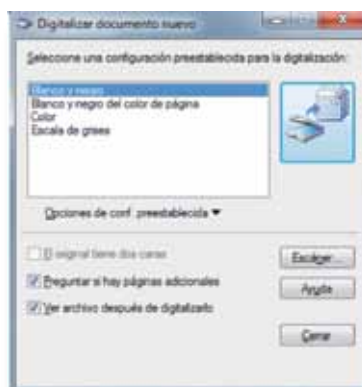 Digitalizar documento nuevo
Seleccione una configuración preestablecida para la digitalización:
Blanco y negro
Blanco y negro del color de página
Color
Escala de grises
Opciones de conf. preestablecida ▼
El original tiene dos caras
Preguntar si hay páginas adicionales
Ver archivo después de digitalizarlo
Escáner...
Ayuda
Cerrar